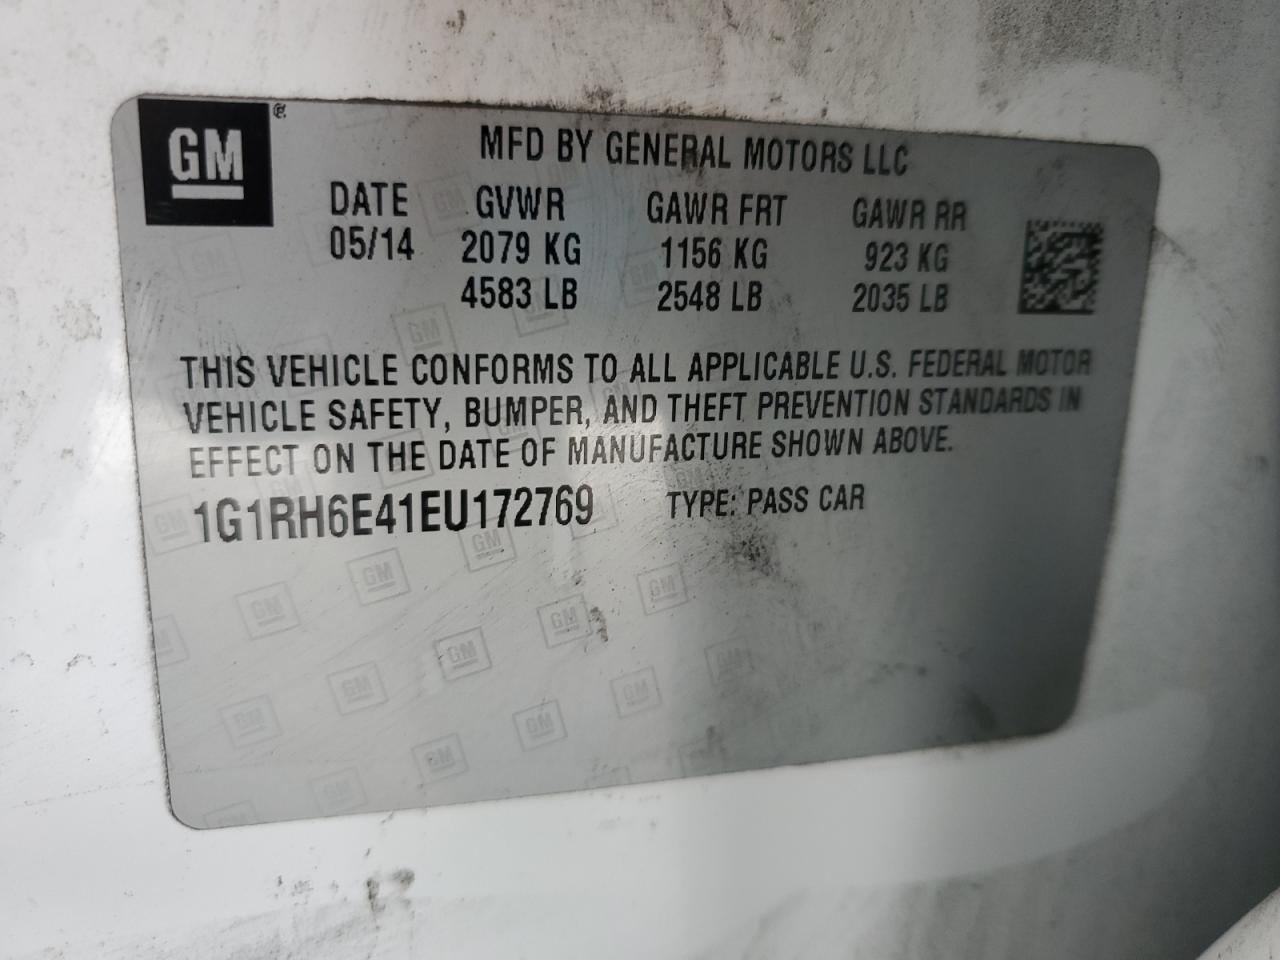 GM®
MFD BY GENERAL MOTORS LLC
DATE GVWR GAWR FRT GAWR RR
05/14 2079 KG 1156 KG 923 KG
4583 LB 2548 LB 2035 LB
THIS VEHICLE CONFORMS TO ALL APPLICABLE U.S. FEDERAL MOTOR
VEHICLE SAFETY, BUMPER, AND THEFT PREVENTION STANDARDS IN
EFFECT ON THE DATE OF MANUFACTURE SHOWN ABOVE.
1G1RH6E41EU172769 TYPE: PASS CAR